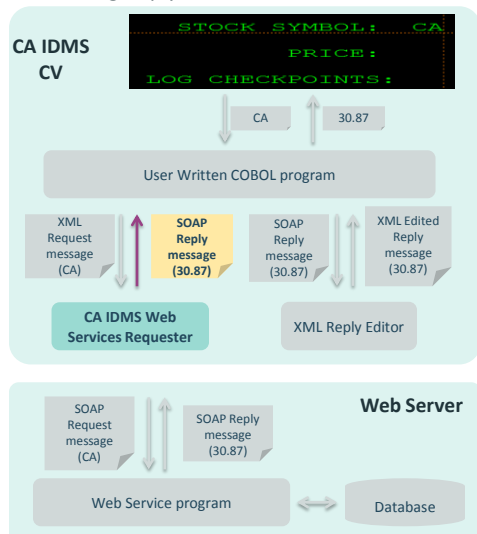 CA IDMS
CV
STOCK SYMBOL: CA
PRICE:
LOG CHECKPOINTS:
CA
30.87
User Written COBOL program
XML
Request
message
(CA)
SOAP
Reply
message
(30.87)
SOAP
Reply
message
(30.87)
XML Edited
Reply
message
(30.87)
CA IDMS Web
Services Requester
XML Reply Editor
Web Server
SOAP
Request
message
(CA)
SOAP Reply
message
(30.87)
Web Service program
Database